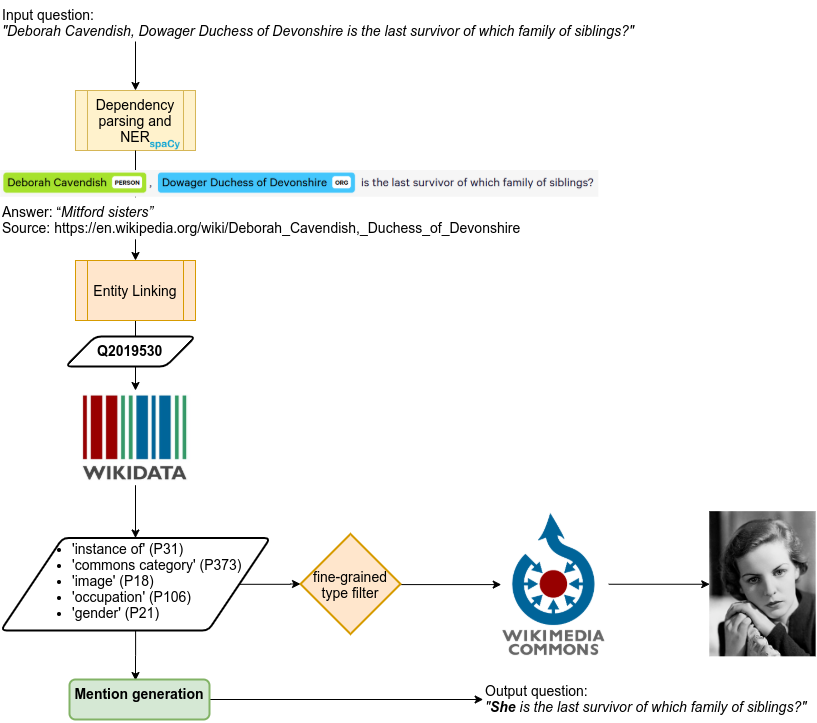 Input question:
"Deborah Cavendish, Dowager Duchess of Devonshire is the last survivor of which family of siblings?"
Dependency
parsing and
NER
spaCy
Deborah Cavendish PERSON , Dowager Duchess of Devonshire ORG is the last survivor of which family of siblings?
Answer: “Mitford sisters”
Source: https://en.wikipedia.org/wiki/Deborah_Cavendish,_Duchess_of_Devonshire
Entity Linking
Q2019530
WIKIDATA
• 'instance of' (P31)
• 'commons category' (P373)
• 'image' (P18)
• 'occupation' (P106)
• 'gender' (P21)
fine-grained
type filter
WIKIMEDIA
COMMONS
Mention generation
Output question:
"She is the last survivor of which family of siblings?"